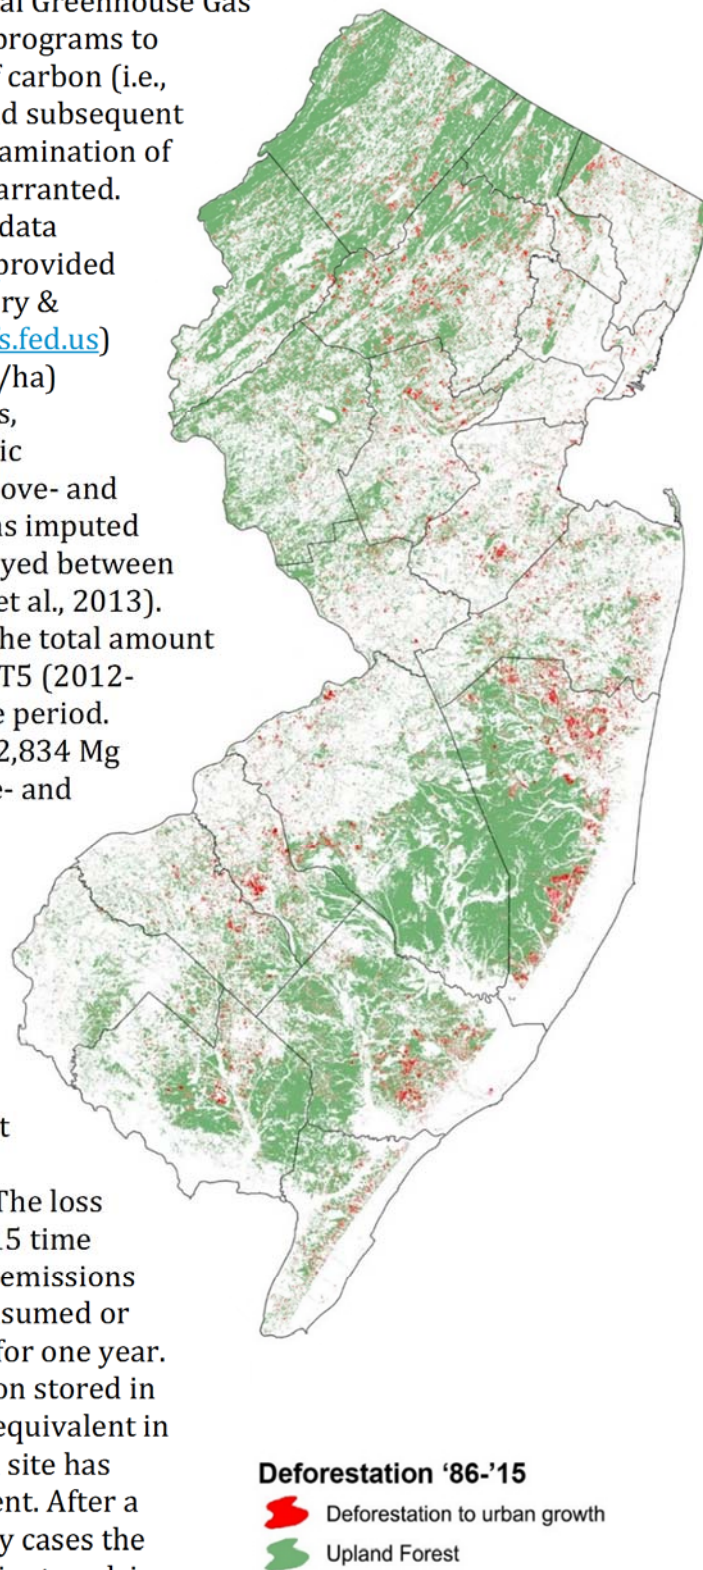 al Greenhouse Gas
programs to
f carbon (i.e.,
d subsequent
amination of
arranted.
data
provided
ry &
s.fed.us)
/ha)
s,
ic
ove- and
as imputed
yed between
et al., 2013).
he total amount
T5 (2012-
e period.
2,834 Mg
e- and
t
The loss
15 time
emissions
sumed or
for one year.
on stored in
equivalent in
site has
ent. After a
y cases the
Deforestation '86-'15
Deforestation to urban growth
Upland Forest